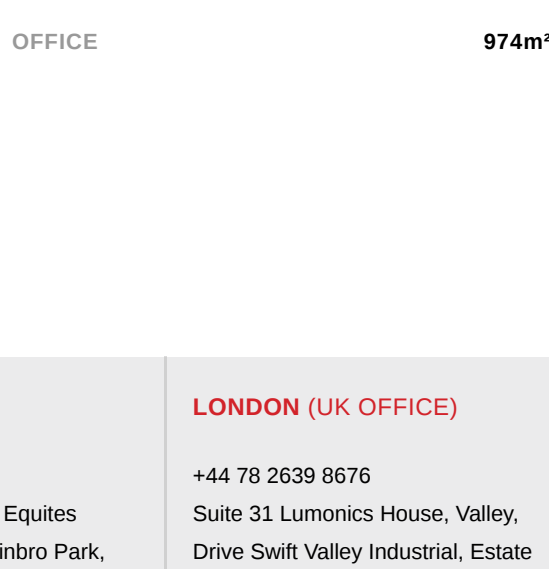 OFFICE 974m²
LONDON (UK OFFICE)
+44 78 2639 8676
Equites
Suite 31 Lumonics House, Valley,
Park,
Drive Swift Valley Industrial, Estate